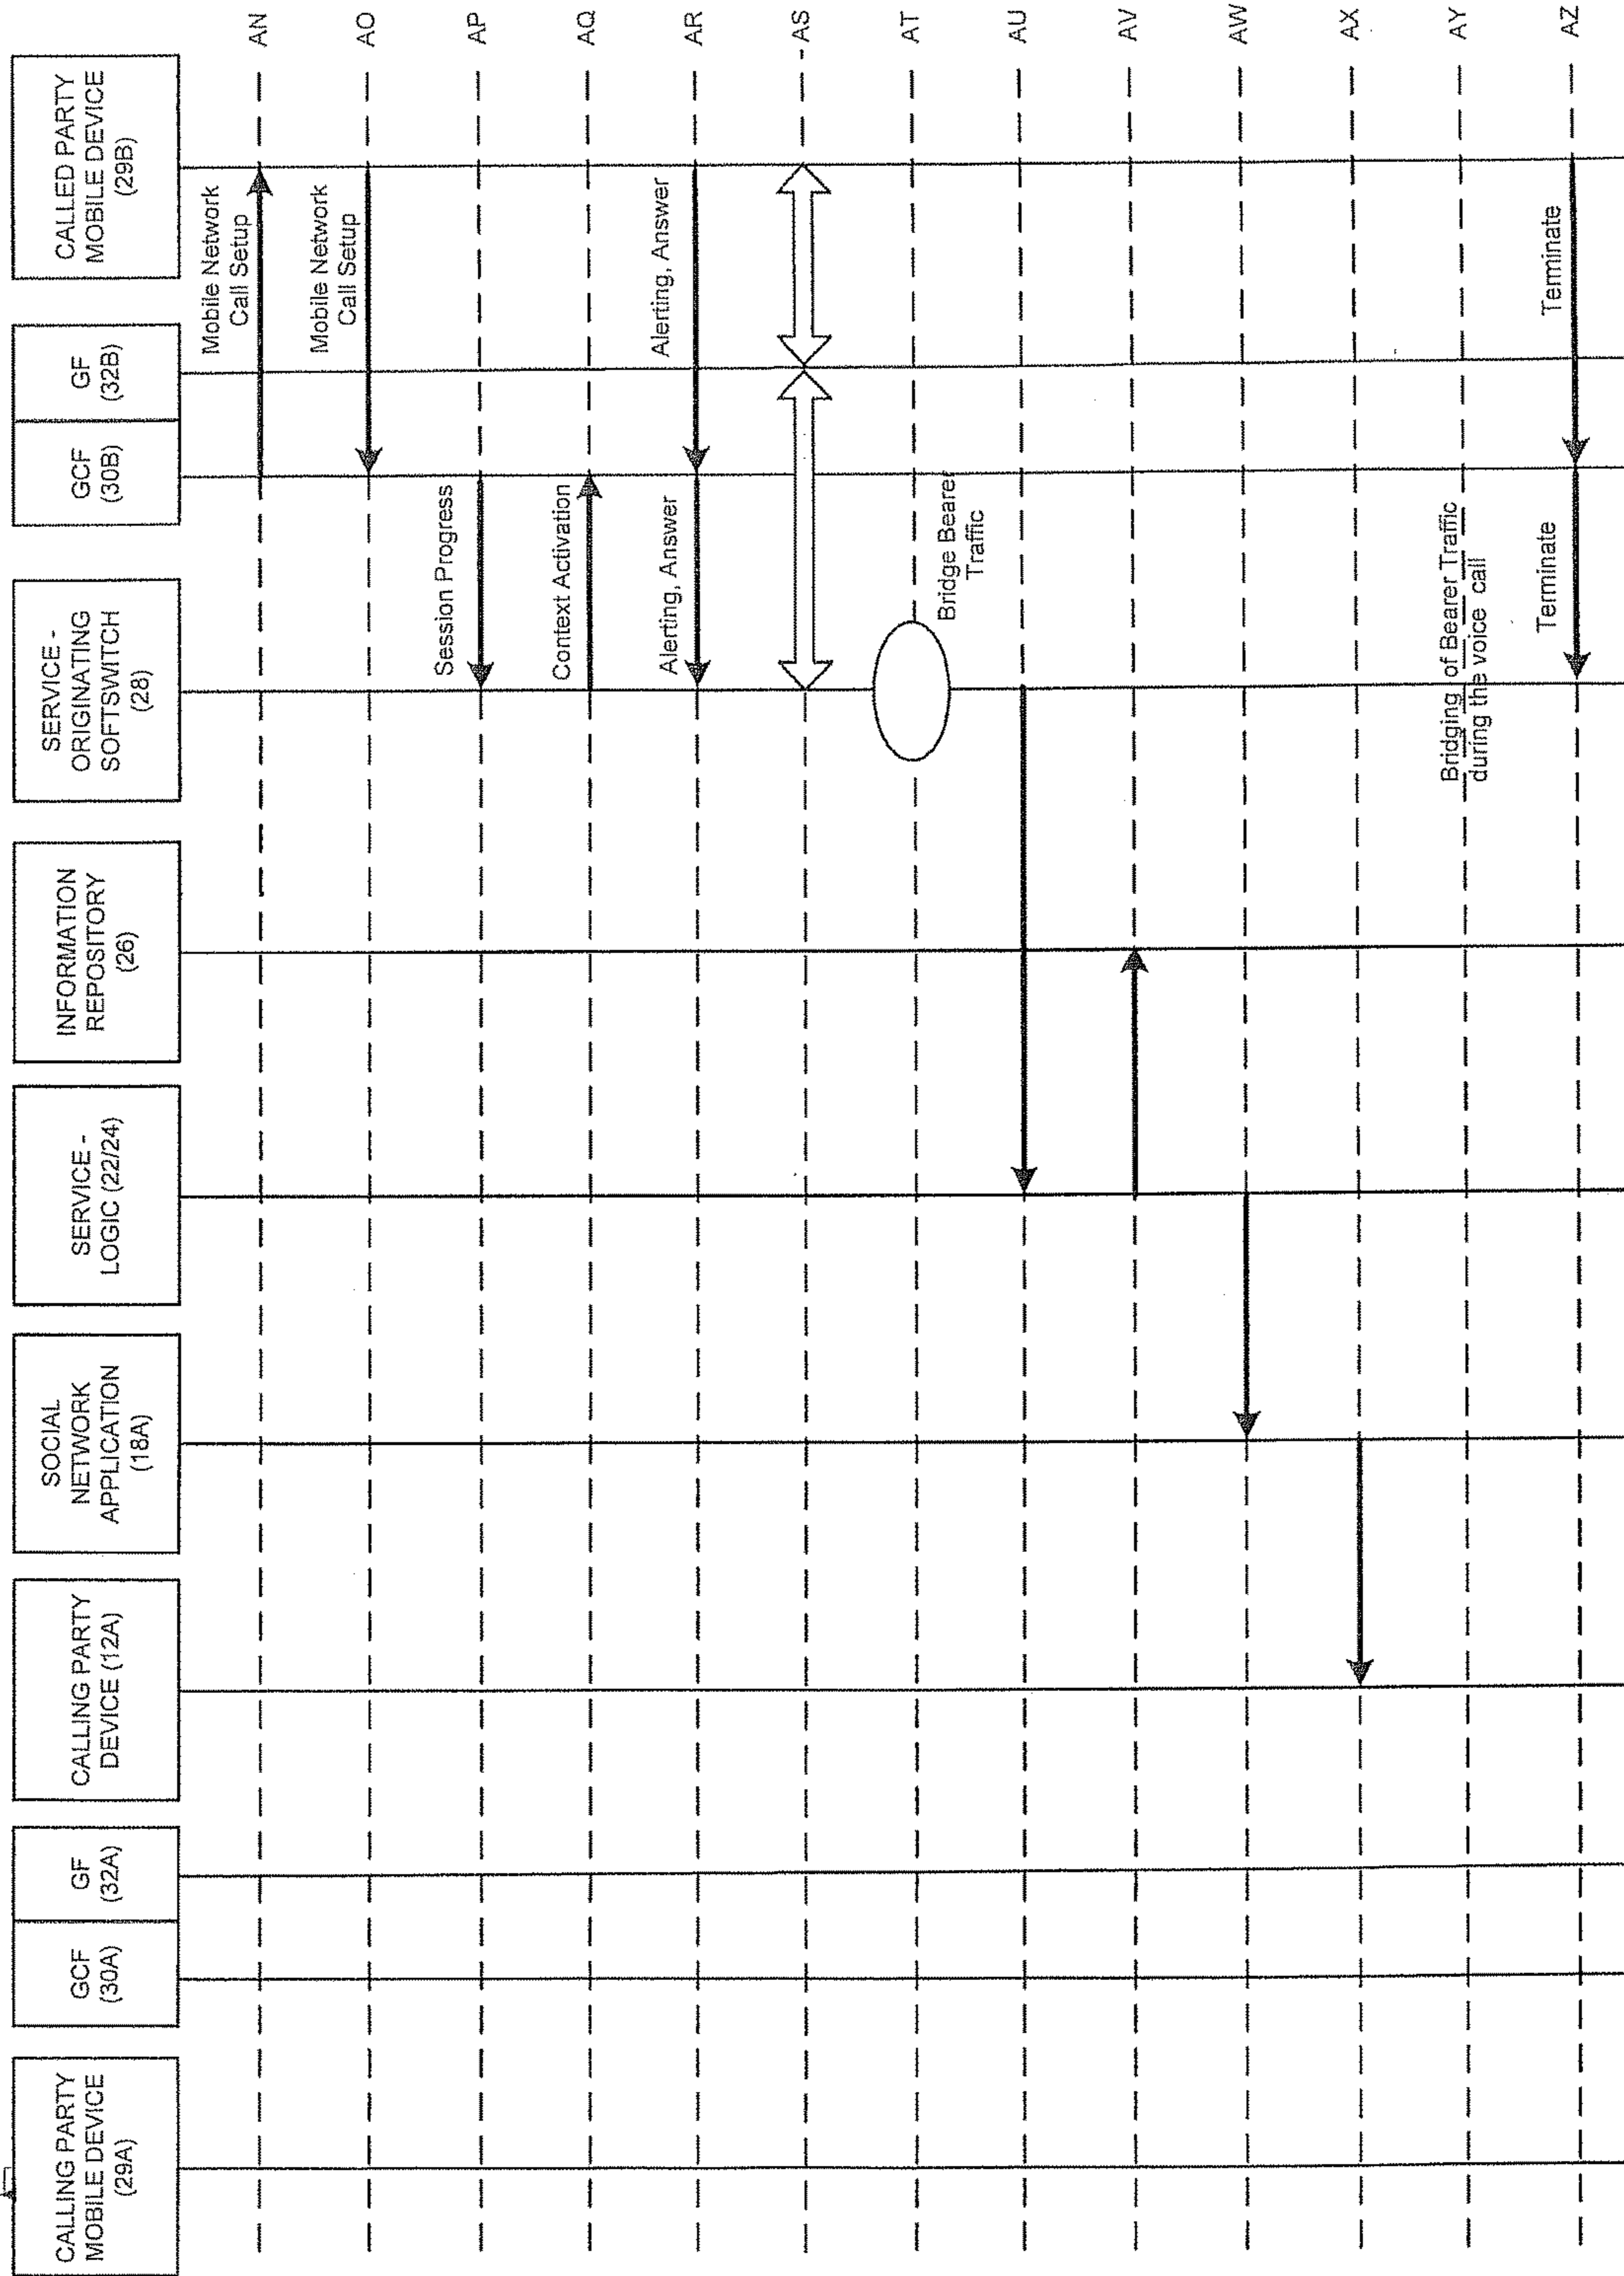 CALLING PARTY
MOBILE DEVICE
(29A)
GCF
(30A)
GF
(32A)
CALLING PARTY
DEVICE (12A)
SOCIAL
NETWORK
APPLICATION
(18A)
SERVICE -
LOGIC (22/24)
INFORMATION
REPOSITORY
(26)
SERVICE -
ORIGINATING
SOFTSWITCH
(28)
GCF
(30B)
GF
(32B)
CALLED PARTY
MOBILE DEVICE
(29B)
Mobile Network
Call Setup
AN
Mobile Network
Call Setup
AO
Session Progress
AP
Context Activation
AQ
Alerting, Answer
Alerting, Answer
AR
AS
AT
Bridge Bearer
Traffic
AU
AV
AW
AX
Bridging of Bearer Traffic
during the voice call
AY
Terminate
Terminate
AZ